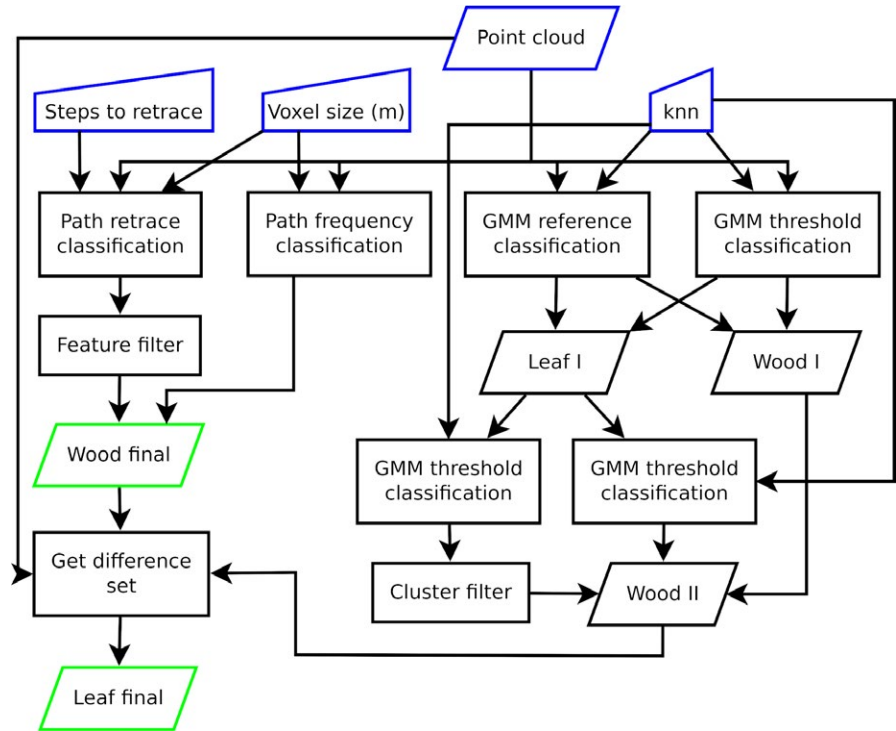 Point cloud
Steps to retrace
Voxel size (m)
knn
Path retrace
classification
Path frequency
classification
GMM reference
classification
GMM threshold
classification
Feature filter
Leaf I
Wood I
Wood final
GMM threshold
classification
GMM threshold
classification
Get difference
set
Cluster filter
Wood II
Leaf final